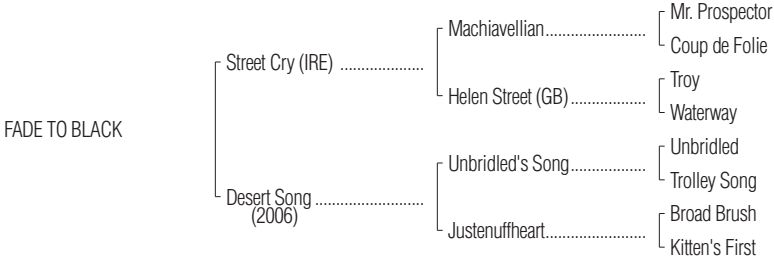 Mr. Prospector
Machiavellian
Coup de Folie
Street Cry (IRE)
Troy
Helen Street (GB)
Waterway
FADE TO BLACK
Unbridled
Unbridled's Song
Trolley Song
Desert Song
(2006)
Broad Brush
Justenuffheart
Kitten's First